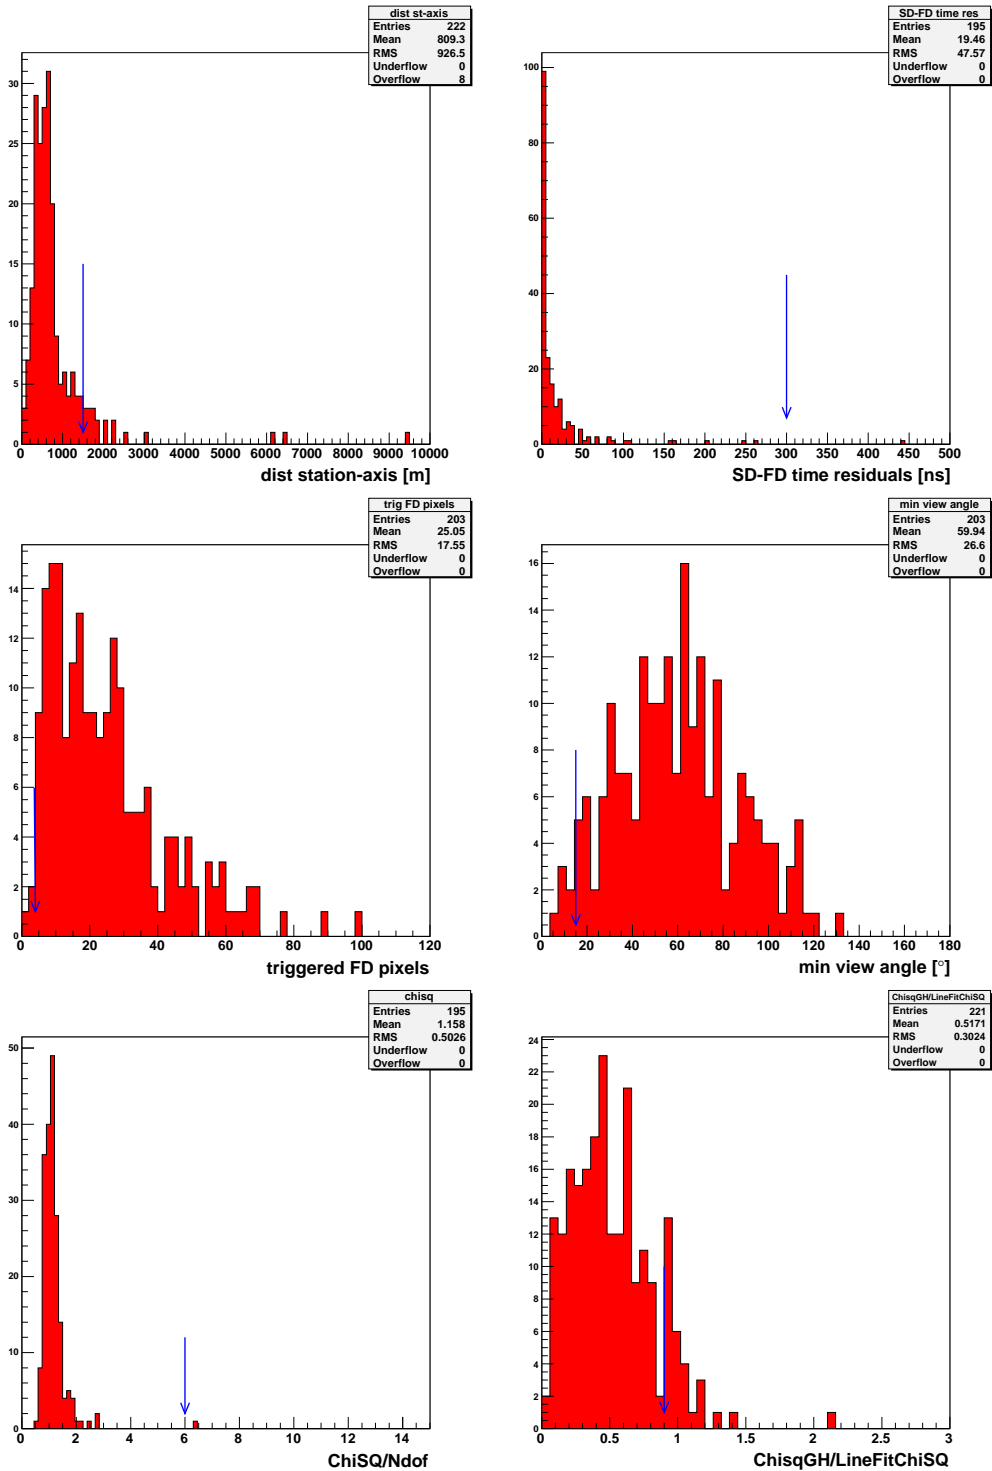 dist st-axis
Entries 222
Mean 809.3
RMS 926.5
Underflow 0
Overflow 8
30
25
20
15
10
5
0
0 1000 2000 3000 4000 5000 6000 7000 8000 9000 10000
dist station-axis [m]
SD-FD time res
Entries 195
Mean 19.46
RMS 47.57
Underflow 0
Overflow 0
100
80
60
40
20
0
0 50 100 150 200 250 300 350 400 450 500
SD-FD time residuals [ns]
trig FD pixels
Entries 203
Mean 25.05
RMS 17.55
Underflow 0
Overflow 0
14
12
10
8
6
4
2
0
0 20 40 60 80 100 120
triggered FD pixels
min view angle
Entries 203
Mean 59.94
RMS 26.6
Underflow 0
Overflow 0
16
14
12
10
8
6
4
2
0
0 20 40 60 80 100 120 140 160 180
min view angle [°]
chisq
Entries 195
Mean 1.158
RMS 0.5026
Underflow 0
Overflow 0
50
40
30
20
10
0
0 2 4 6 8 10 12 14
ChiSQ/Ndof
ChisqGH/LineFitChiSQ
Entries 221
Mean 0.5171
RMS 0.3024
Underflow 0
Overflow 0
24
22
20
18
16
14
12
10
8
6
4
2
0
0 0.5 1 1.5 2 2.5 3
ChisqGH/LineFitChiSQ